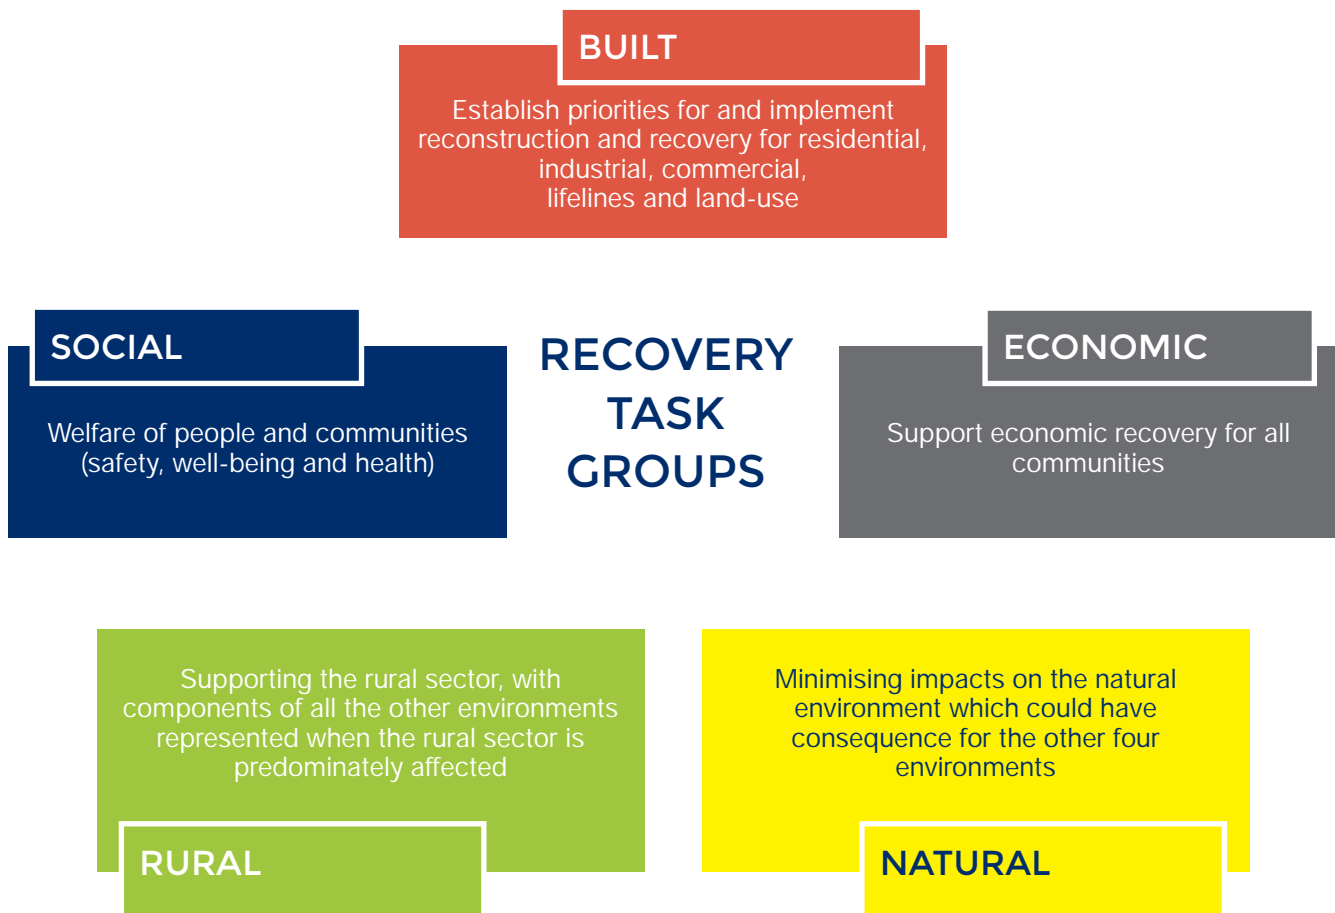 BUILT
Establish priorities for and implement
reconstruction and recovery for residential,
industrial, commercial,
lifelines and land-use
SOCIAL
Welfare of people and communities
(safety, well-being and health)
RECOVERY
TASK
GROUPS
ECONOMIC
Support economic recovery for all
communities
Supporting the rural sector, with
components of all the other environments
represented when the rural sector is
predominately affected
RURAL
Minimising impacts on the natural
environment which could have
consequence for the other four
environments
NATURAL